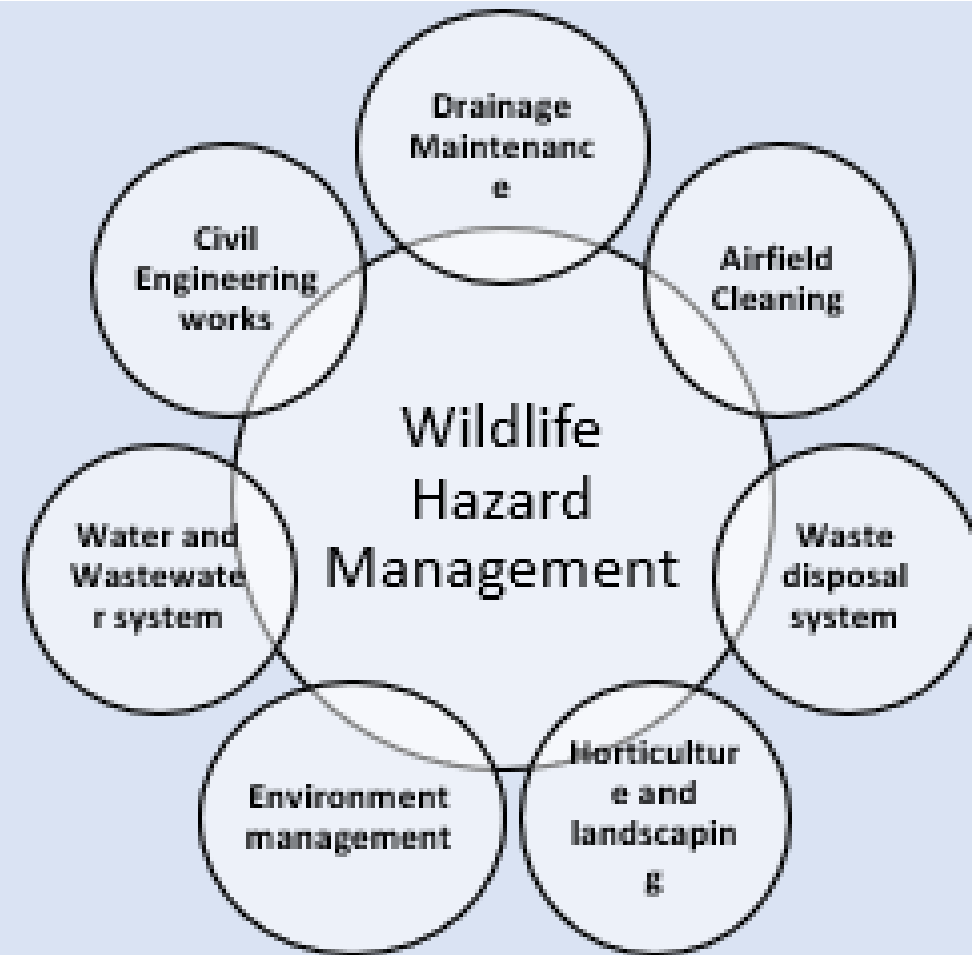 Drainage
Maintenanc
e
Civil
Engineering
works
Airfield
Cleaning
Wildlife
Hazard
Management
Water and
Wastewate
r system
Waste
disposal
system
Environment
management
Horticultur
e and
landscapin
g